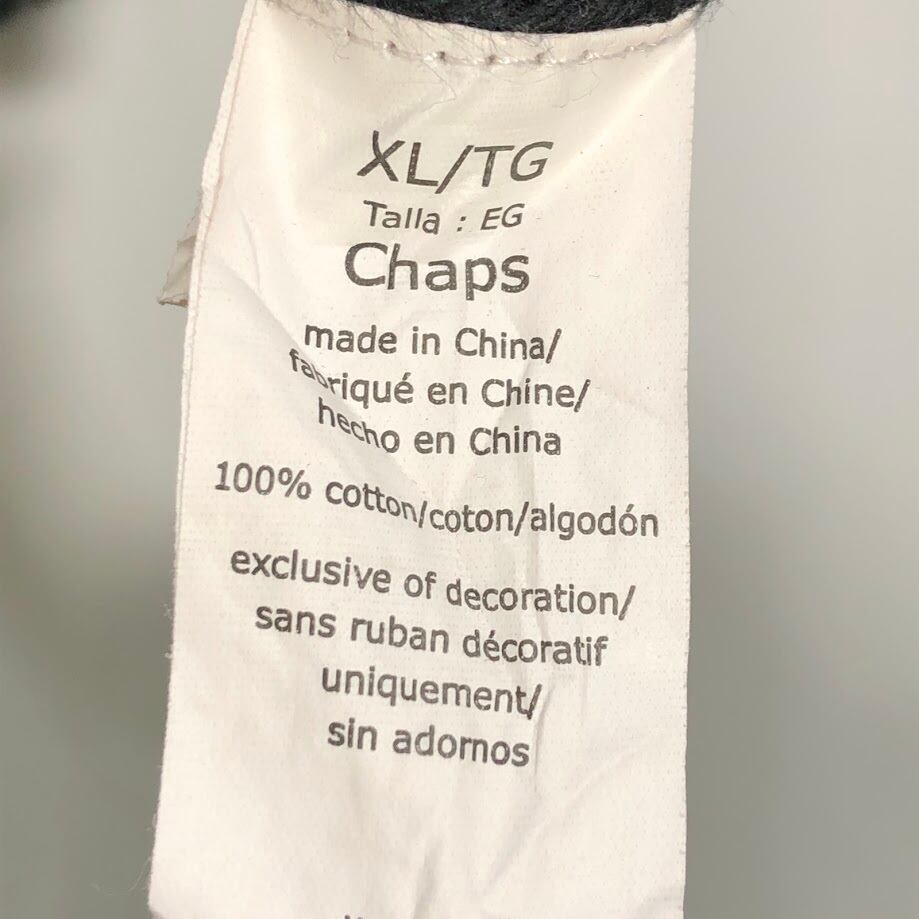 XL/TG
Talla : EG
Chaps
made in China/
fabriqué en Chine/
hecho en China
100% cotton/coton/algodón
exclusive of decoration/
sans ruban décoratif
uniquement/
sin adornos